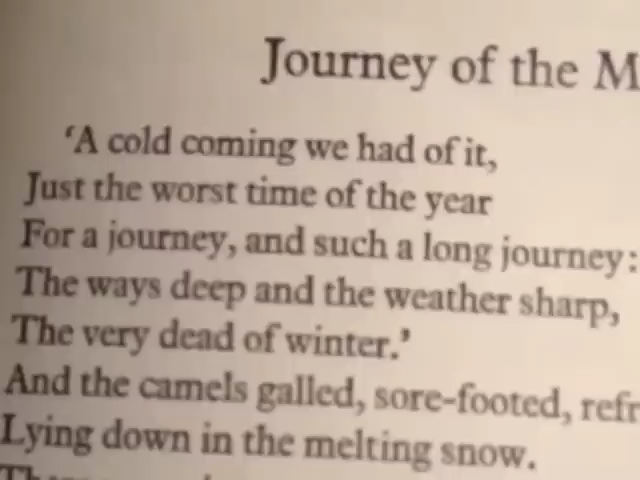 Journey of the M
‘A cold coming we had of it,
Just the worst time of the year
For a journey, and such a long journey:
The ways deep and the weather sharp,
The very dead of winter.’
And the camels galled, sore-footed, refr
Lying down in the melting snow.